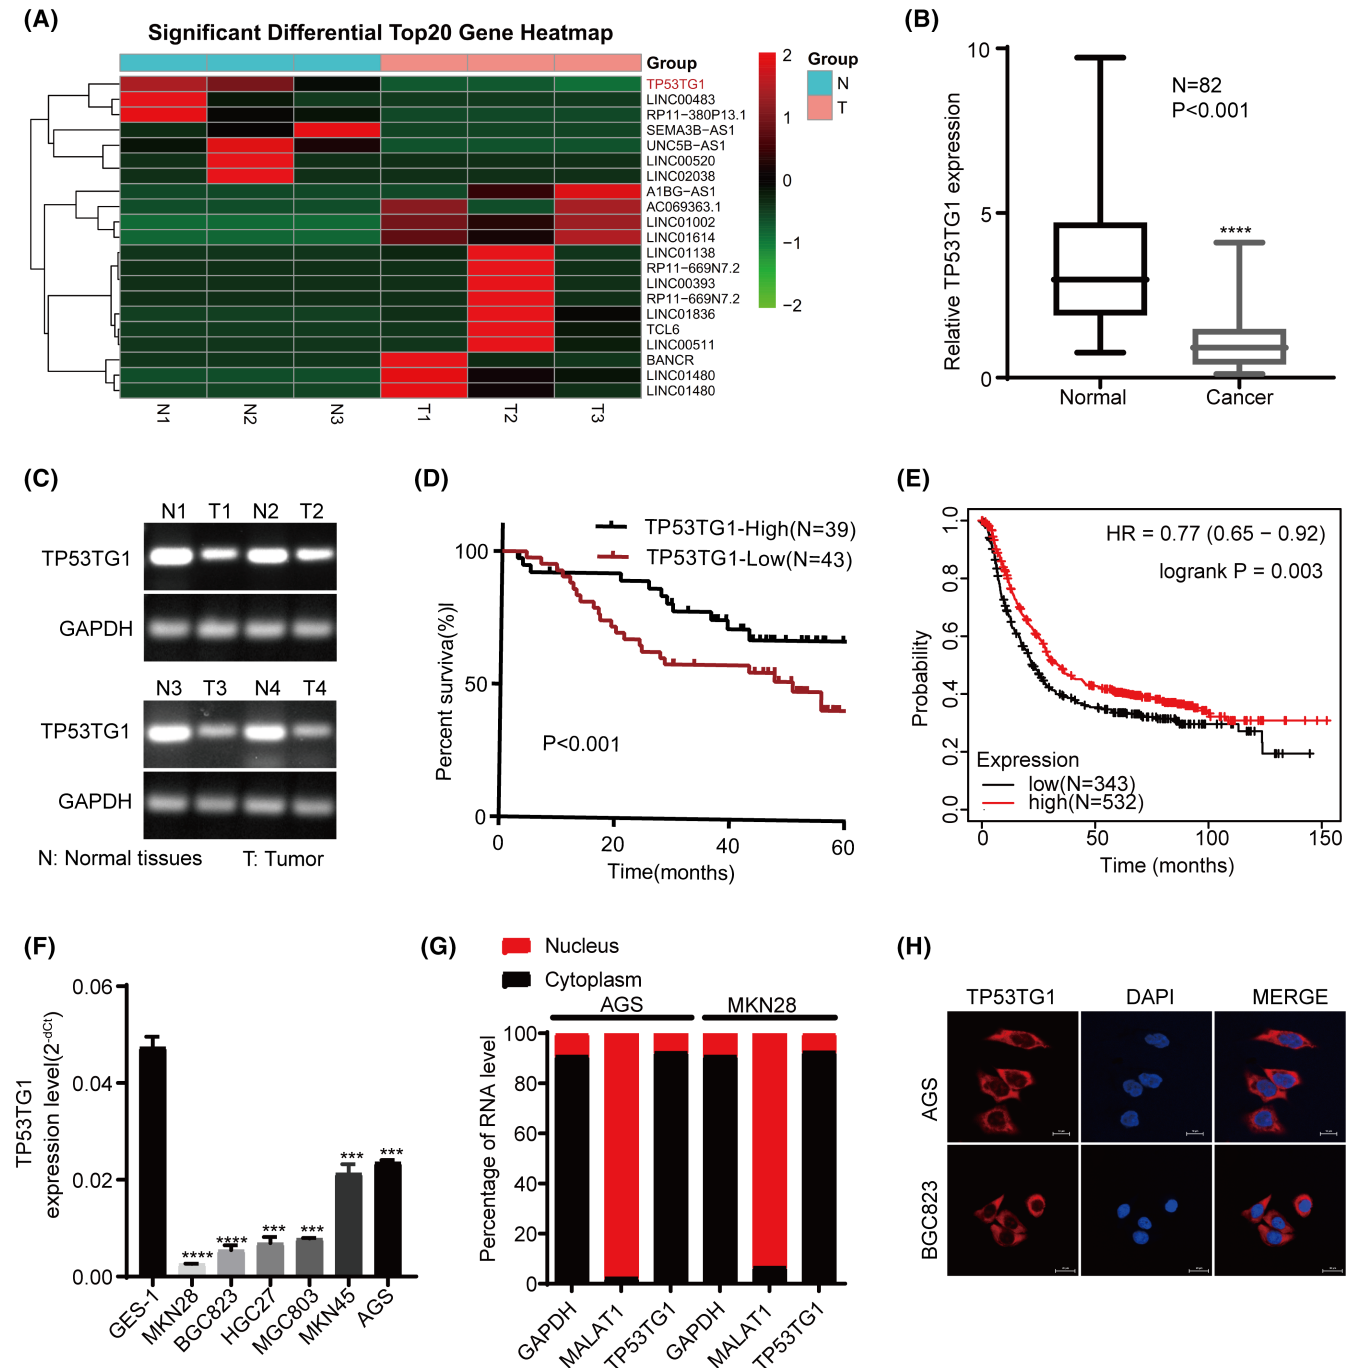 (A)
Significant Differential Top20 Gene Heatmap
Group
TP53TG1
LINC00483
RP11−380P13.1
SEMA3B−AS1
UNC5B−AS1
LINC00520
LINC02038
A1BG−AS1
AC069363.1
LINC01002
LINC01614
LINC01138
RP11−669N7.2
LINC00393
RP11−669N7.2
LINC01836
TCL6
LINC00511
BANCR
LINC01480
LINC01480
N1 N2 N3 T1 T2 T3
2
1
0
−1
−2
Group
N
T
(B)
Relative TP53TG1 expression
10
5
0
N=82
P<0.001
****
Normal Cancer
(C)
N1 T1 N2 T2
TP53TG1
GAPDH
N3 T3 N4 T4
TP53TG1
GAPDH
N: Normal tissues T: Tumor
(D)
Percent surviva(%)l
100
50
0
TP53TG1-High(N=39)
TP53TG1-Low(N=43)
P<0.001
0 20 40 60
Time(months)
(E)
Probability
1.0
0.8
0.6
0.4
0.2
0.0
HR = 0.77 (0.65 − 0.92)
logrank P = 0.003
Expression
low(N=343)
high(N=532)
0 50 100 150
Time (months)
(F)
TP53TG1
expression level(2-dCt)
0.06
0.04
0.02
0.00
**** **** *** *** *** ***
GES-1 MKN28 BGC823 HGC27 MGC803 MKN45 AGS
(G)
Nucleus
Cytoplasm
AGS MKN28
Percentage of RNA level
100
80
60
40
20
0
GAPDH MALAT1 TP53TG1 GAPDH MALAT1 TP53TG1
(H)
TP53TG1 DAPI MERGE
AGS
BGC823